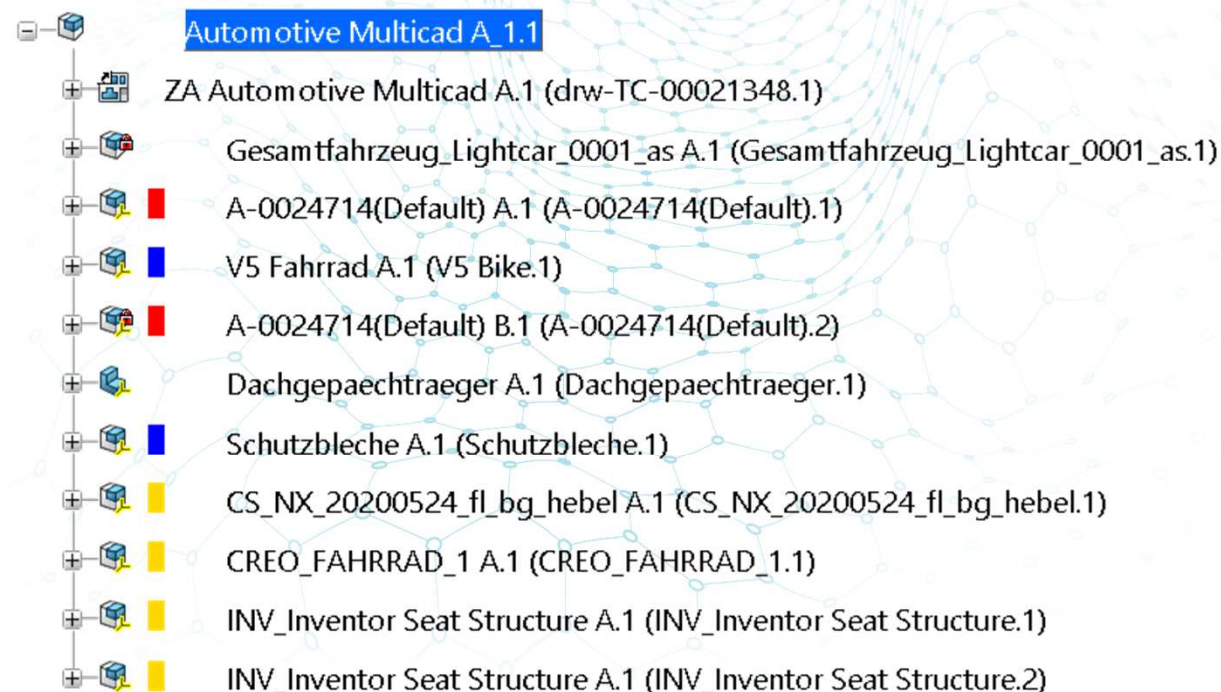 Automotive Multicad A_1.1
ZA Automotive Multicad A.1 (drw-TC-00021348.1)
Gesamtfahrzeug_Lightcar_0001_as A.1 (Gesamtfahrzeug_Lightcar_0001_as.1)
A-0024714(Default) A.1 (A-0024714(Default).1)
V5 Fahrrad A.1 (V5 Bike.1)
A-0024714(Default) B.1 (A-0024714(Default).2)
Dachgepaechtraeger A.1 (Dachgepaechtraeger.1)
Schutzbleche A.1 (Schutzbleche.1)
CS_NX_20200524_fl_bg_hebel A.1 (CS_NX_20200524_fl_bg_hebel.1)
CREO_FAHRRAD_1 A.1 (CREO_FAHRRAD_1.1)
INV_Inventor Seat Structure A.1 (INV_Inventor Seat Structure.1)
INV_Inventor Seat Structure A.1 (INV_Inventor Seat Structure.2)